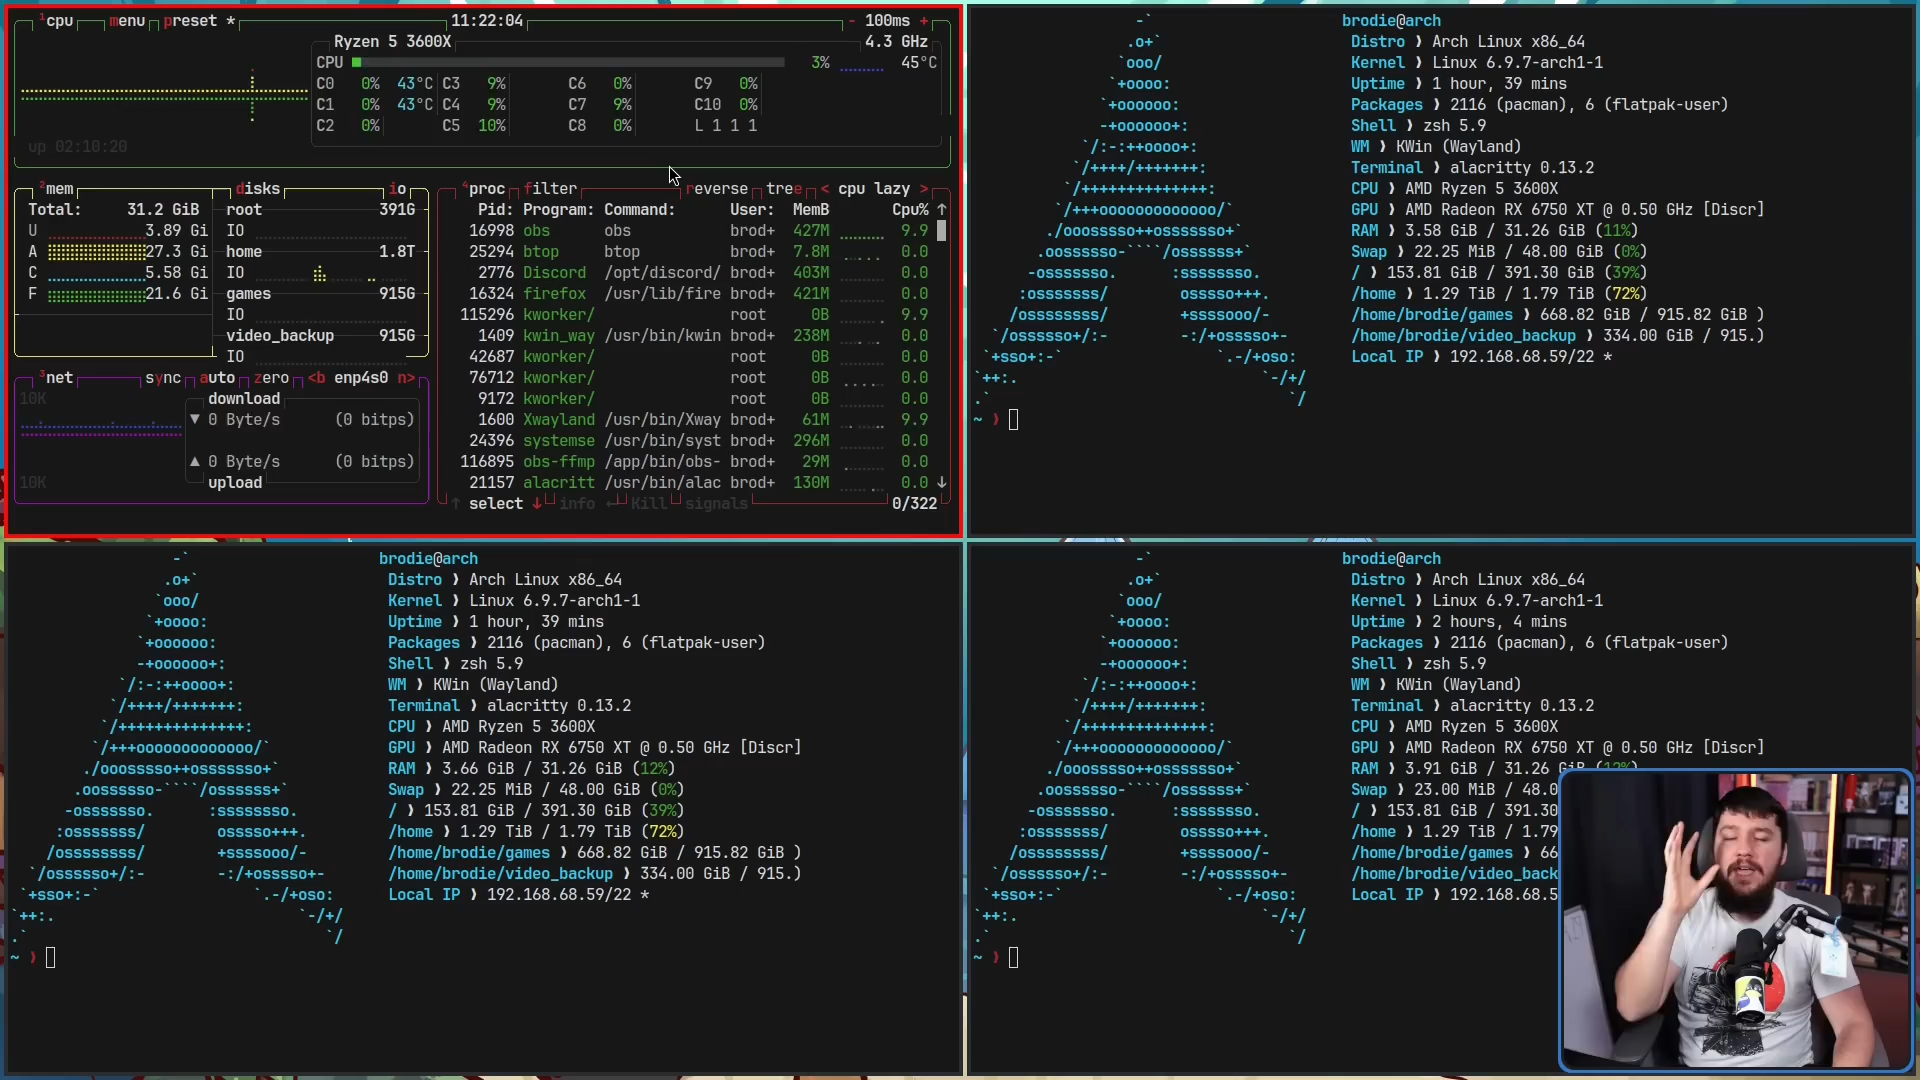 ¹cpu menu preset * 11:22:04 - 100ms +
Ryzen 5 3600X 4.3 GHz
CPU 3% 45°C
C0 0% 43°C C3 9% C6 0% C9 0%
C1 0% 43°C C4 9% C7 9% C10 0%
C2 0% C5 10% C8 0% L 1 1 1
up 02:10:20
²mem disks io
Total: 31.2 GiB root 391G
U 3.89 Gi IO
A 27.3 Gi home 1.8T
C 5.58 Gi IO
F 21.6 Gi games 915G
IO
video_backup 915G
IO
³net sync auto zero <b enp4s0 n>
10K download
▼ 0 Byte/s (0 bitps)
▲ 0 Byte/s (0 bitps)
10K upload
⁴proc filter reverse tree < cpu lazy >
Pid: Program: Command: User: MemB Cpu% ↑
16998 obs obs brod+ 427M 9.9
25294 btop btop brod+ 7.8M 0.0
2776 Discord /opt/discord/ brod+ 403M 0.0
16324 firefox /usr/lib/fire brod+ 421M 0.0
115296 kworker/ root 0B 9.9
1409 kwin_way /usr/bin/kwin brod+ 238M 0.0
42687 kworker/ root 0B 0.0
76712 kworker/ root 0B 0.0
9172 kworker/ root 0B 0.0
1600 Xwayland /usr/bin/Xway brod+ 61M 9.9
24396 systemse /usr/bin/syst brod+ 296M 0.0
116895 obs-ffmp /app/bin/obs- brod+ 29M 0.0
21157 alacritt /usr/bin/alac brod+ 130M 0.0 ↓
↑ select ↓ info ↵ Kill signals 0/322
brodie@arch
Distro ❯ Arch Linux x86_64
Kernel ❯ Linux 6.9.7-arch1-1
Uptime ❯ 1 hour, 39 mins
Packages ❯ 2116 (pacman), 6 (flatpak-user)
Shell ❯ zsh 5.9
WM ❯ KWin (Wayland)
Terminal ❯ alacritty 0.13.2
CPU ❯ AMD Ryzen 5 3600X
GPU ❯ AMD Radeon RX 6750 XT @ 0.50 GHz [Discr]
RAM ❯ 3.58 GiB / 31.26 GiB (11%)
Swap ❯ 22.25 MiB / 48.00 GiB (0%)
/ ❯ 153.81 GiB / 391.30 GiB (39%)
/home ❯ 1.29 TiB / 1.79 TiB (72%)
/home/brodie/games ❯ 668.82 GiB / 915.82 GiB )
/home/brodie/video_backup ❯ 334.00 GiB / 915.)
Local IP ❯ 192.168.68.59/22 *
~ ❯
brodie@arch
Distro ❯ Arch Linux x86_64
Kernel ❯ Linux 6.9.7-arch1-1
Uptime ❯ 1 hour, 39 mins
Packages ❯ 2116 (pacman), 6 (flatpak-user)
Shell ❯ zsh 5.9
WM ❯ KWin (Wayland)
Terminal ❯ alacritty 0.13.2
CPU ❯ AMD Ryzen 5 3600X
GPU ❯ AMD Radeon RX 6750 XT @ 0.50 GHz [Discr]
RAM ❯ 3.66 GiB / 31.26 GiB (12%)
Swap ❯ 22.25 MiB / 48.00 GiB (0%)
/ ❯ 153.81 GiB / 391.30 GiB (39%)
/home ❯ 1.29 TiB / 1.79 TiB (72%)
/home/brodie/games ❯ 668.82 GiB / 915.82 GiB )
/home/brodie/video_backup ❯ 334.00 GiB / 915.)
Local IP ❯ 192.168.68.59/22 *
~ ❯
brodie@arch
Distro ❯ Arch Linux x86_64
Kernel ❯ Linux 6.9.7-arch1-1
Uptime ❯ 2 hours, 4 mins
Packages ❯ 2116 (pacman), 6 (flatpak-user)
Shell ❯ zsh 5.9
WM ❯ KWin (Wayland)
Terminal ❯ alacritty 0.13.2
CPU ❯ AMD Ryzen 5 3600X
GPU ❯ AMD Radeon RX 6750 XT @ 0.50 GHz [Discr]
RAM ❯ 3.91 GiB / 31.26 GiB (12%)
Swap ❯ 23.00 MiB / 48.0
/ ❯ 153.81 GiB / 391.30
/home ❯ 1.29 TiB / 1.79
/home/brodie/games ❯ 66
/home/brodie/video_back
Local IP ❯ 192.168.68.5
~ ❯